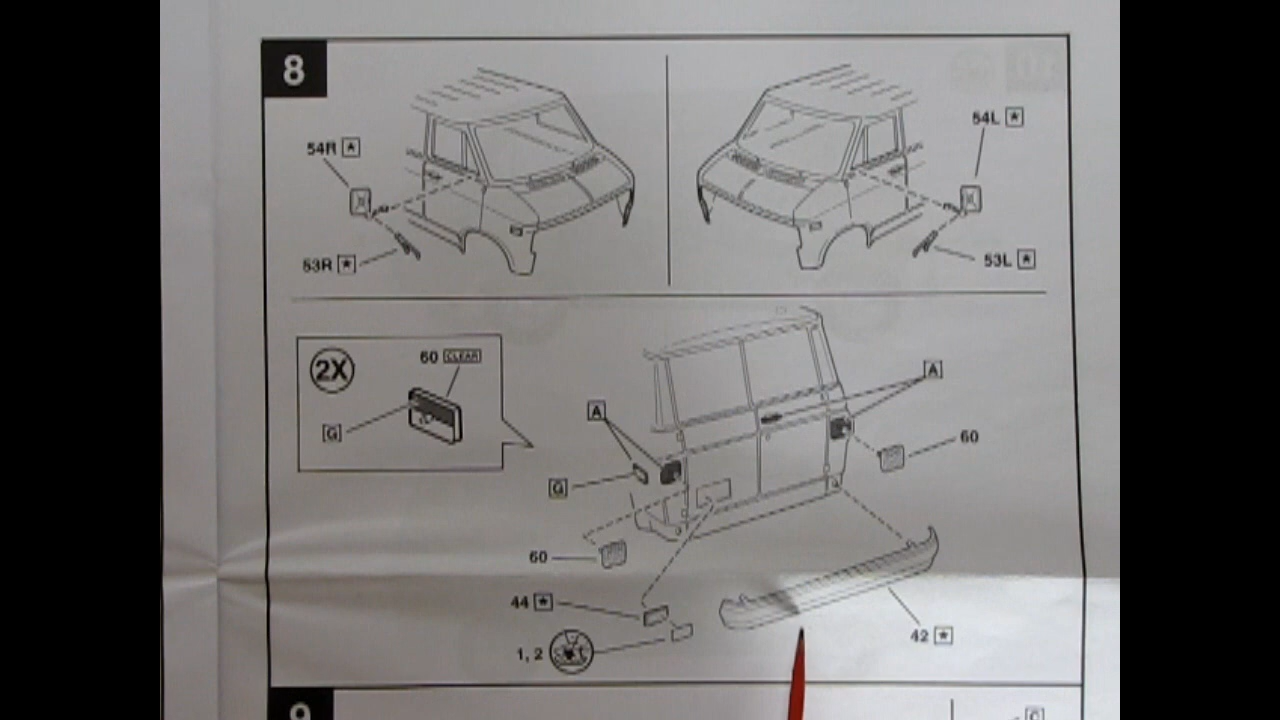 8
54R ★
54L ★
53R ★
53L ★
2X
60 CLEAR
G
A
A
60
G
60
44 ★
1, 2
42 ★
9
C